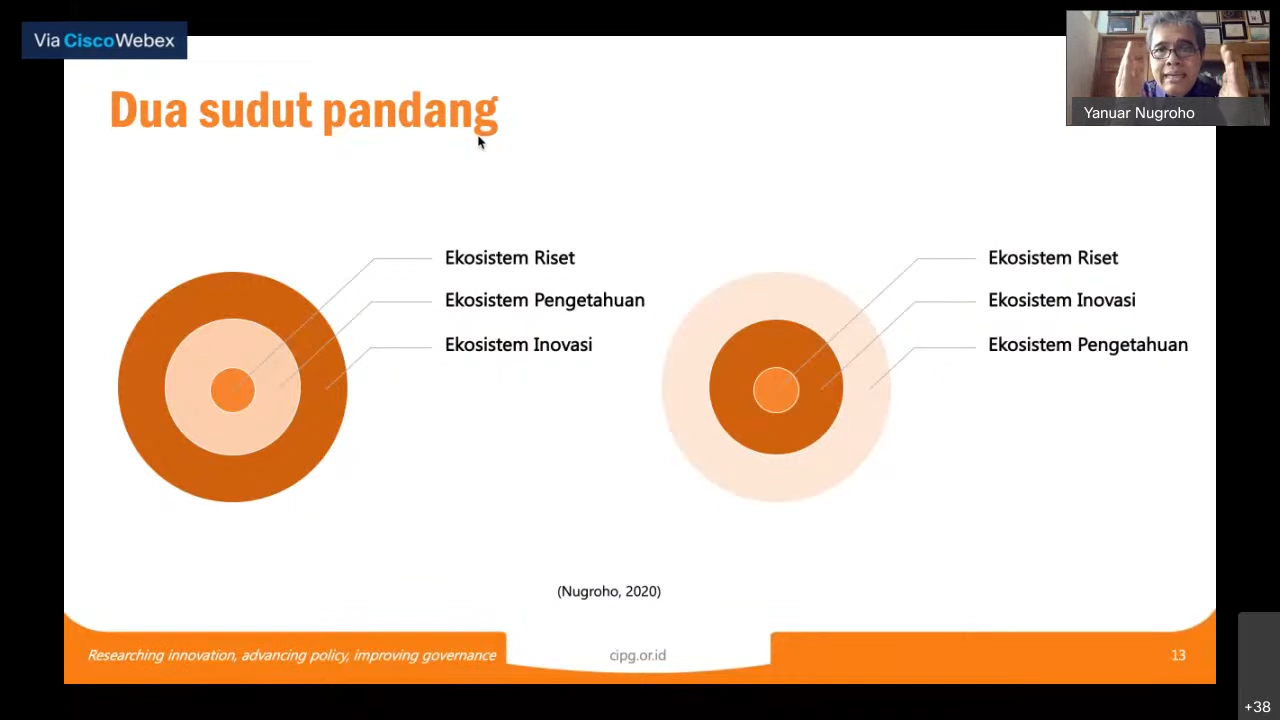 Via CiscoWebex
Yanuar Nugroho
Dua sudut pandang
Ekosistem Riset
Ekosistem Pengetahuan
Ekosistem Inovasi
Ekosistem Riset
Ekosistem Inovasi
Ekosistem Pengetahuan
(Nugroho, 2020)
Researching innovation, advancing policy, improving governance
cipg.or.id
13
+38